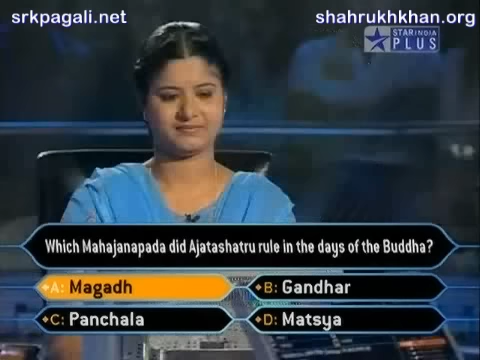 srkpagali.net
shahrukhkhan.org
STAR INDIA
PLUS
Which Mahajanapada did Ajatashatru rule in the days of the Buddha?
A: Magadh
B: Gandhar
C: Panchala
D: Matsya